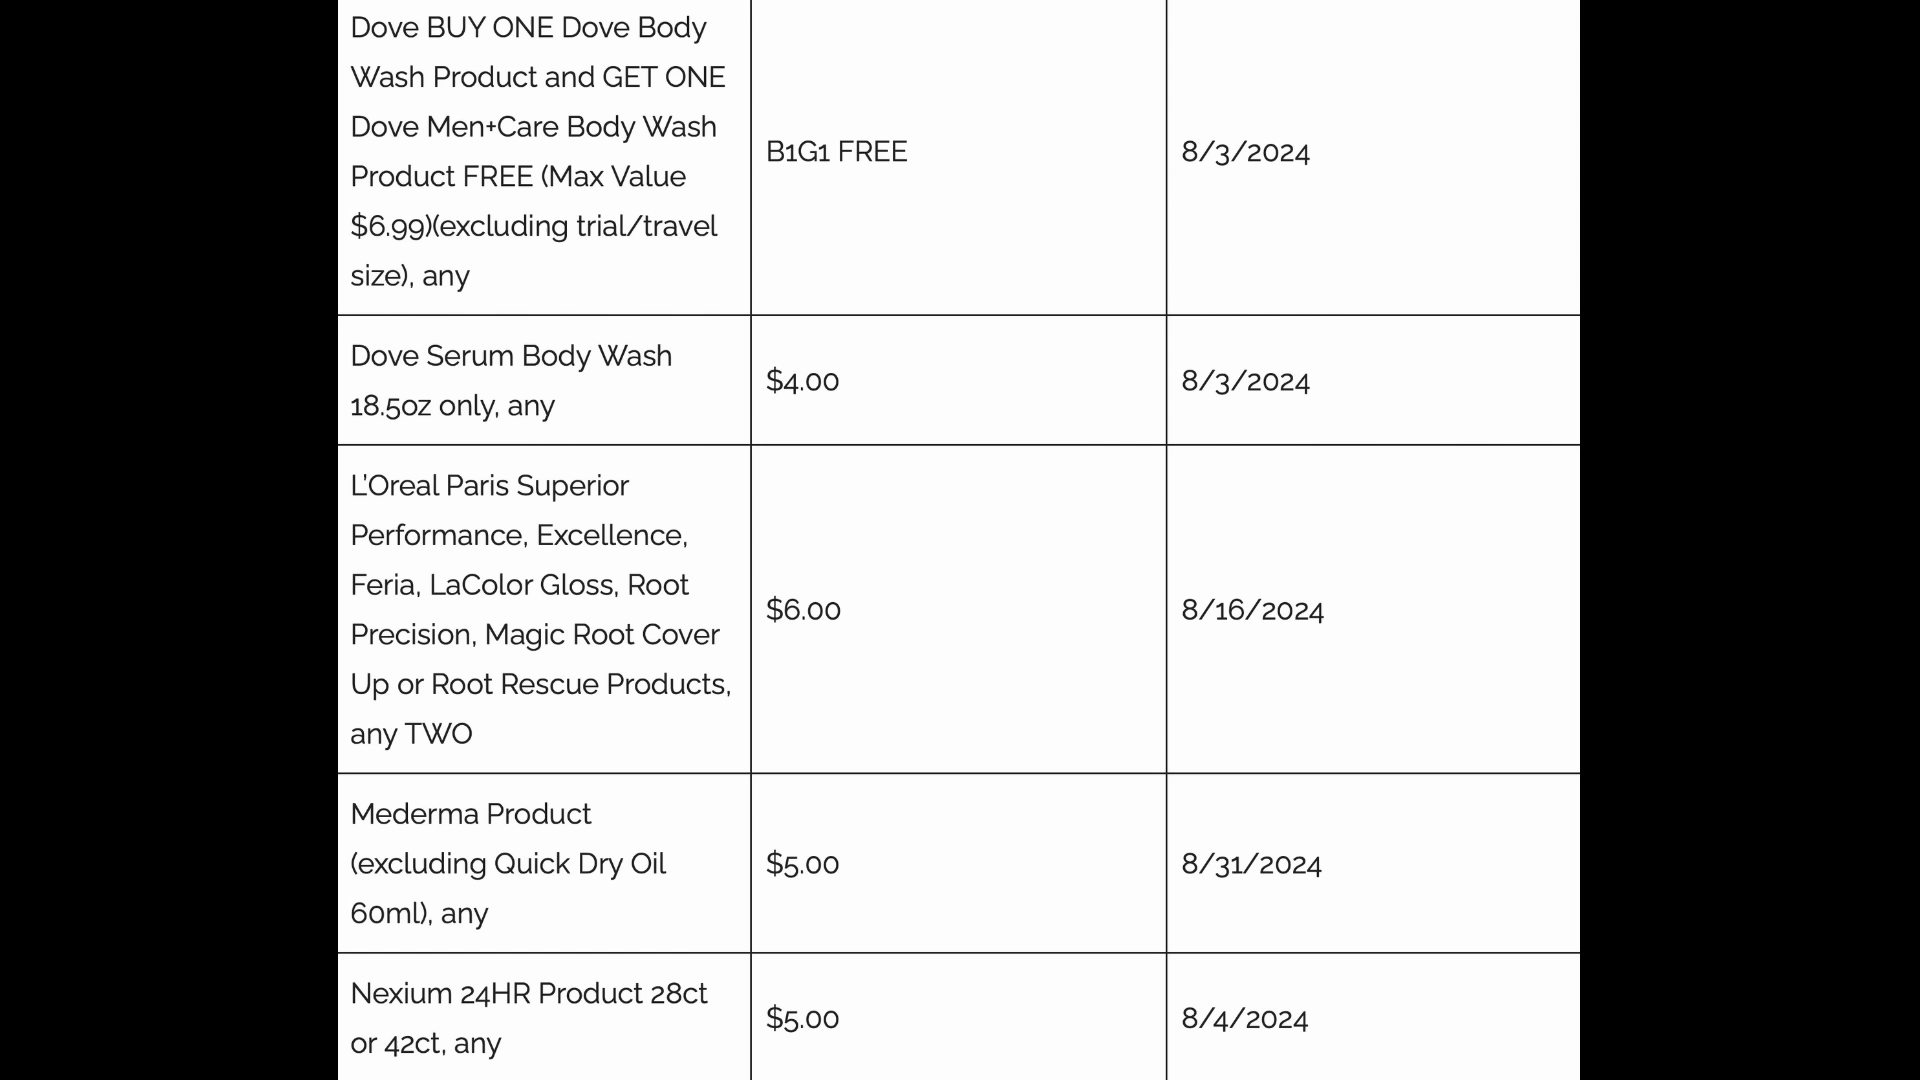 Dove BUY ONE Dove Body
Wash Product and GET ONE
Dove Men+Care Body Wash
Product FREE (Max Value
$6.99)(excluding trial/travel
size), any
B1G1 FREE
8/3/2024
Dove Serum Body Wash
18.5oz only, any
$4.00
8/3/2024
L’Oreal Paris Superior
Performance, Excellence,
Feria, LaColor Gloss, Root
Precision, Magic Root Cover
Up or Root Rescue Products,
any TWO
$6.00
8/16/2024
Mederma Product
(excluding Quick Dry Oil
60ml), any
$5.00
8/31/2024
Nexium 24HR Product 28ct
or 42ct, any
$5.00
8/4/2024